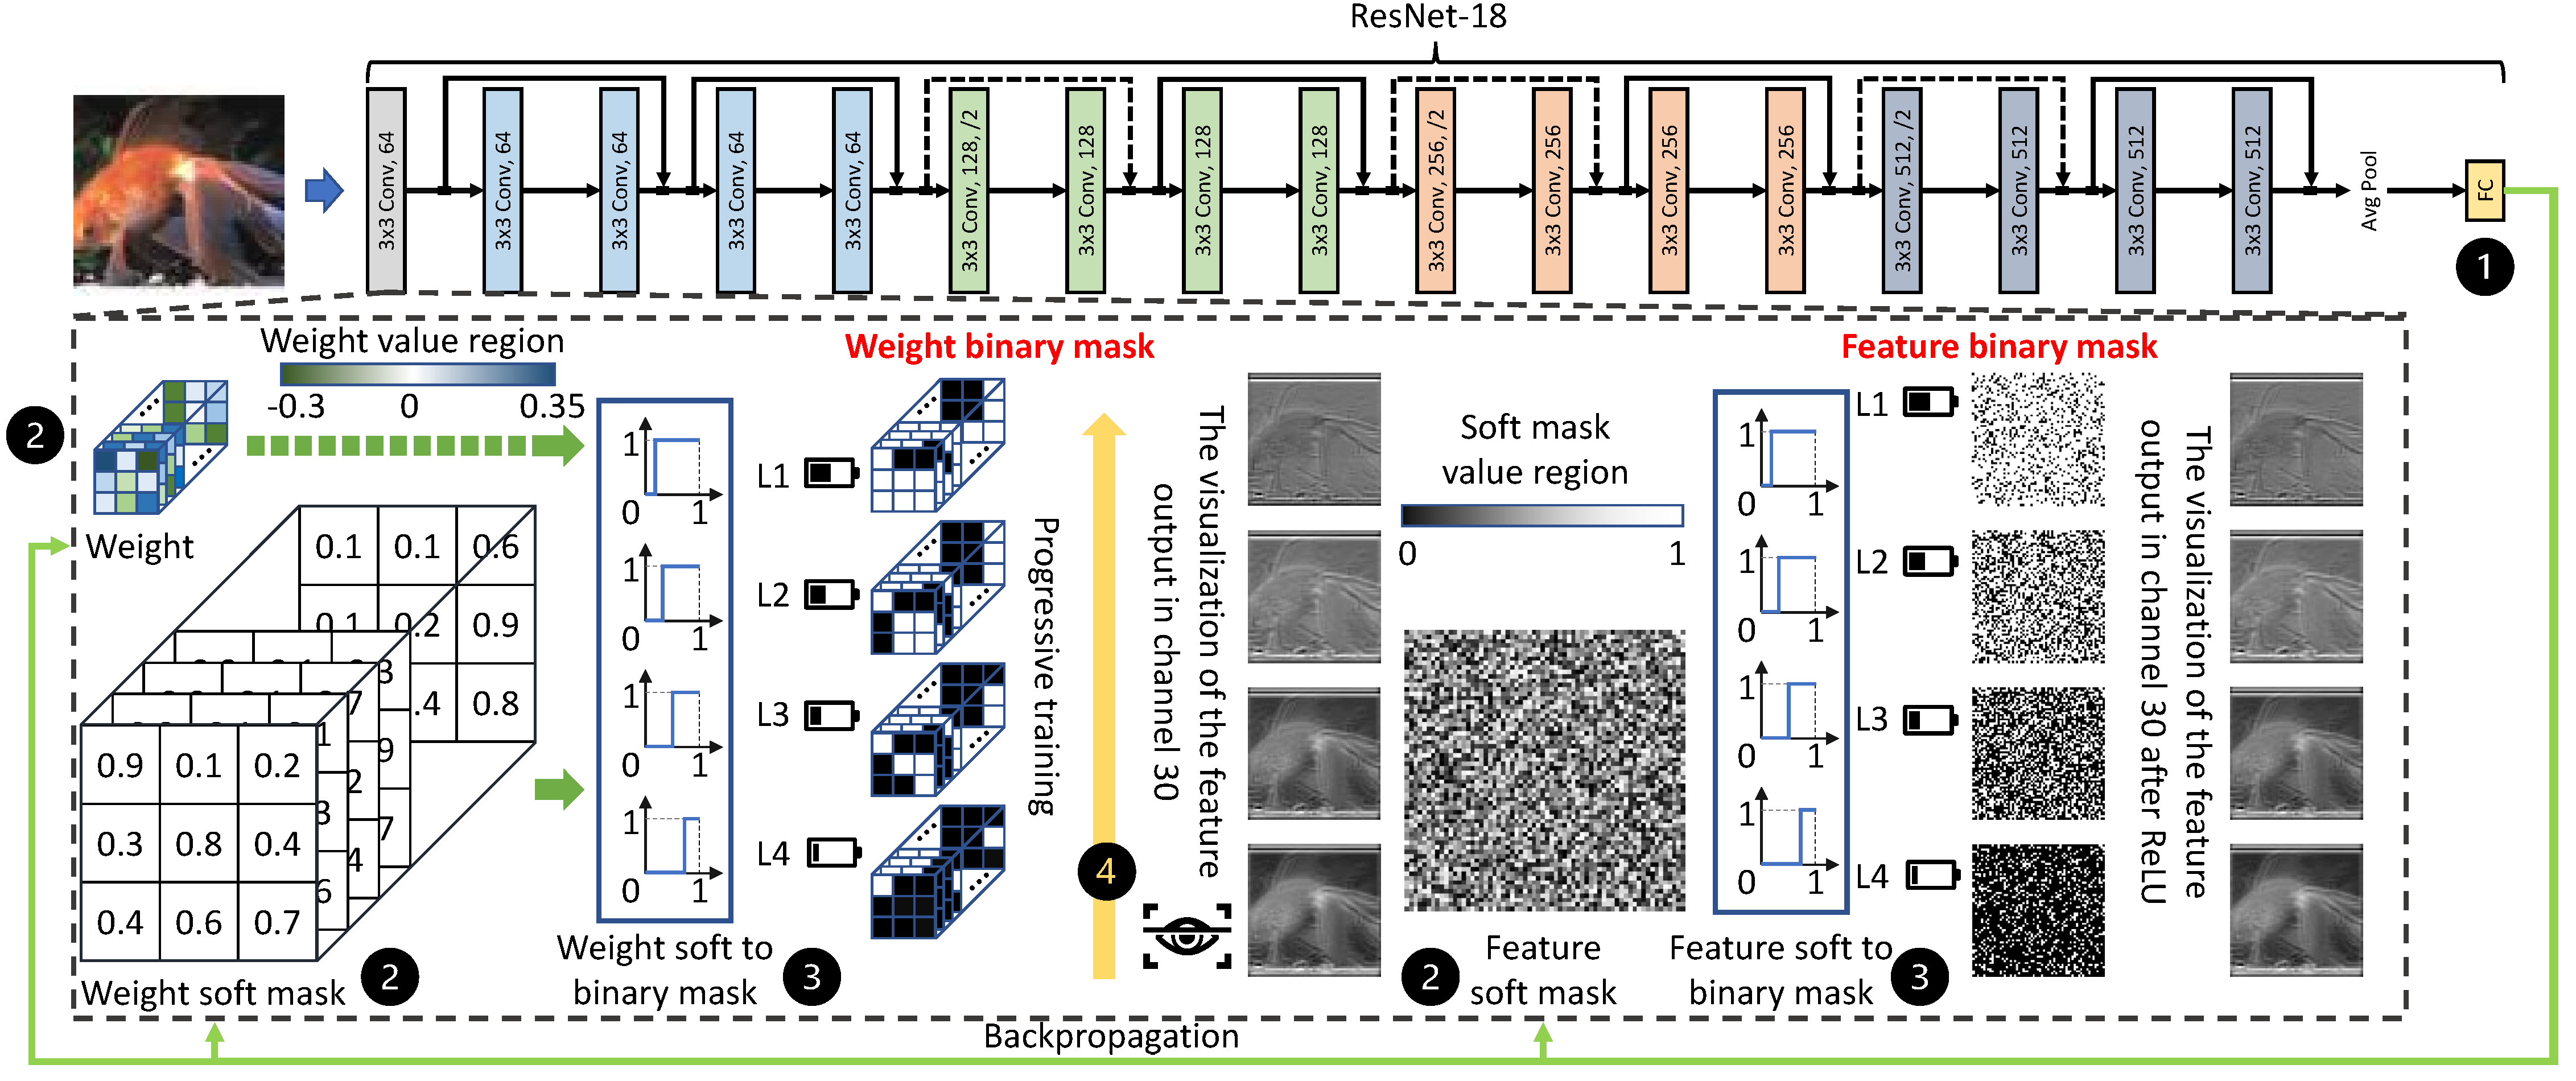 ResNet-18
3x3 Conv, 64
3x3 Conv, 64
3x3 Conv, 64
3x3 Conv, 64
3x3 Conv, 64
3x3 Conv, 128, /2
3x3 Conv, 128
3x3 Conv, 128
3x3 Conv, 128
3x3 Conv, 256, /2
3x3 Conv, 256
3x3 Conv, 256
3x3 Conv, 256
3x3 Conv, 512, /2
3x3 Conv, 512
3x3 Conv, 512
3x3 Conv, 512
Avg Pool
FC
1
Weight value region
-0.3 0 0.35
2
Weight
0.1 0.1 0.6
0.1 0.2 0.9
.4 0.8
3
7
1
9
2
3
7
4
6
0.9 0.1 0.2
0.3 0.8 0.4
0.4 0.6 0.7
Weight soft mask
2
1
0 1
1
0 1
1
0 1
1
0 1
Weight soft to
binary mask
3
Weight binary mask
L1
L2
L3
L4
Progressive training
4
The visualization of the feature
output in channel 30
Soft mask
value region
0 1
2
Feature
soft mask
1
0 1
1
0 1
1
0 1
1
0 1
Feature soft to
binary mask
3
Feature binary mask
L1
L2
L3
L4
The visualization of the feature
output in channel 30 after ReLU
Backpropagation